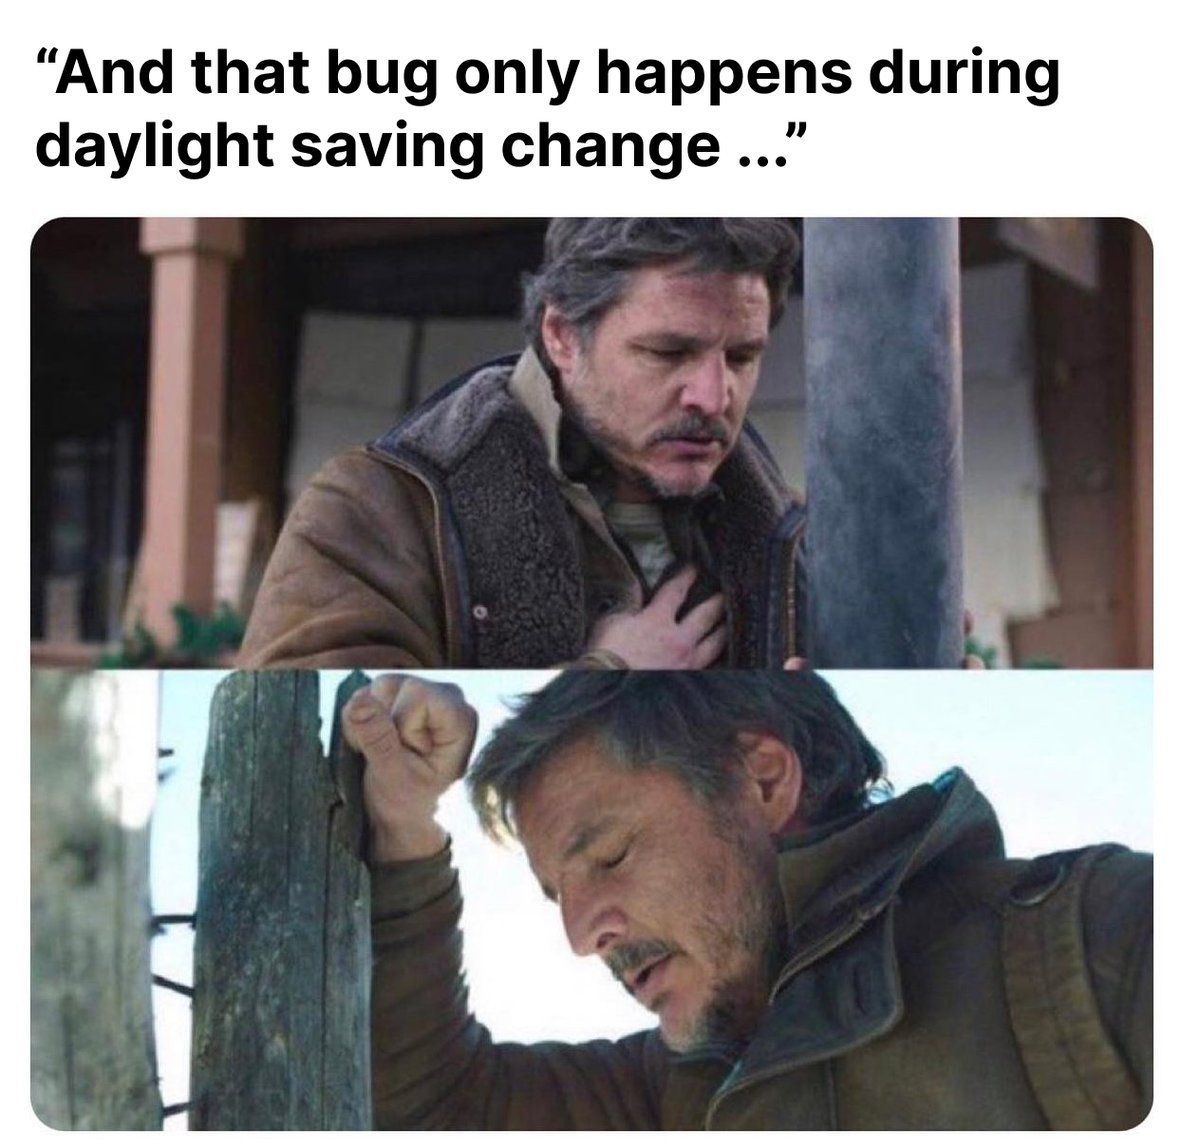 “And that bug only happens during
daylight saving change ...”